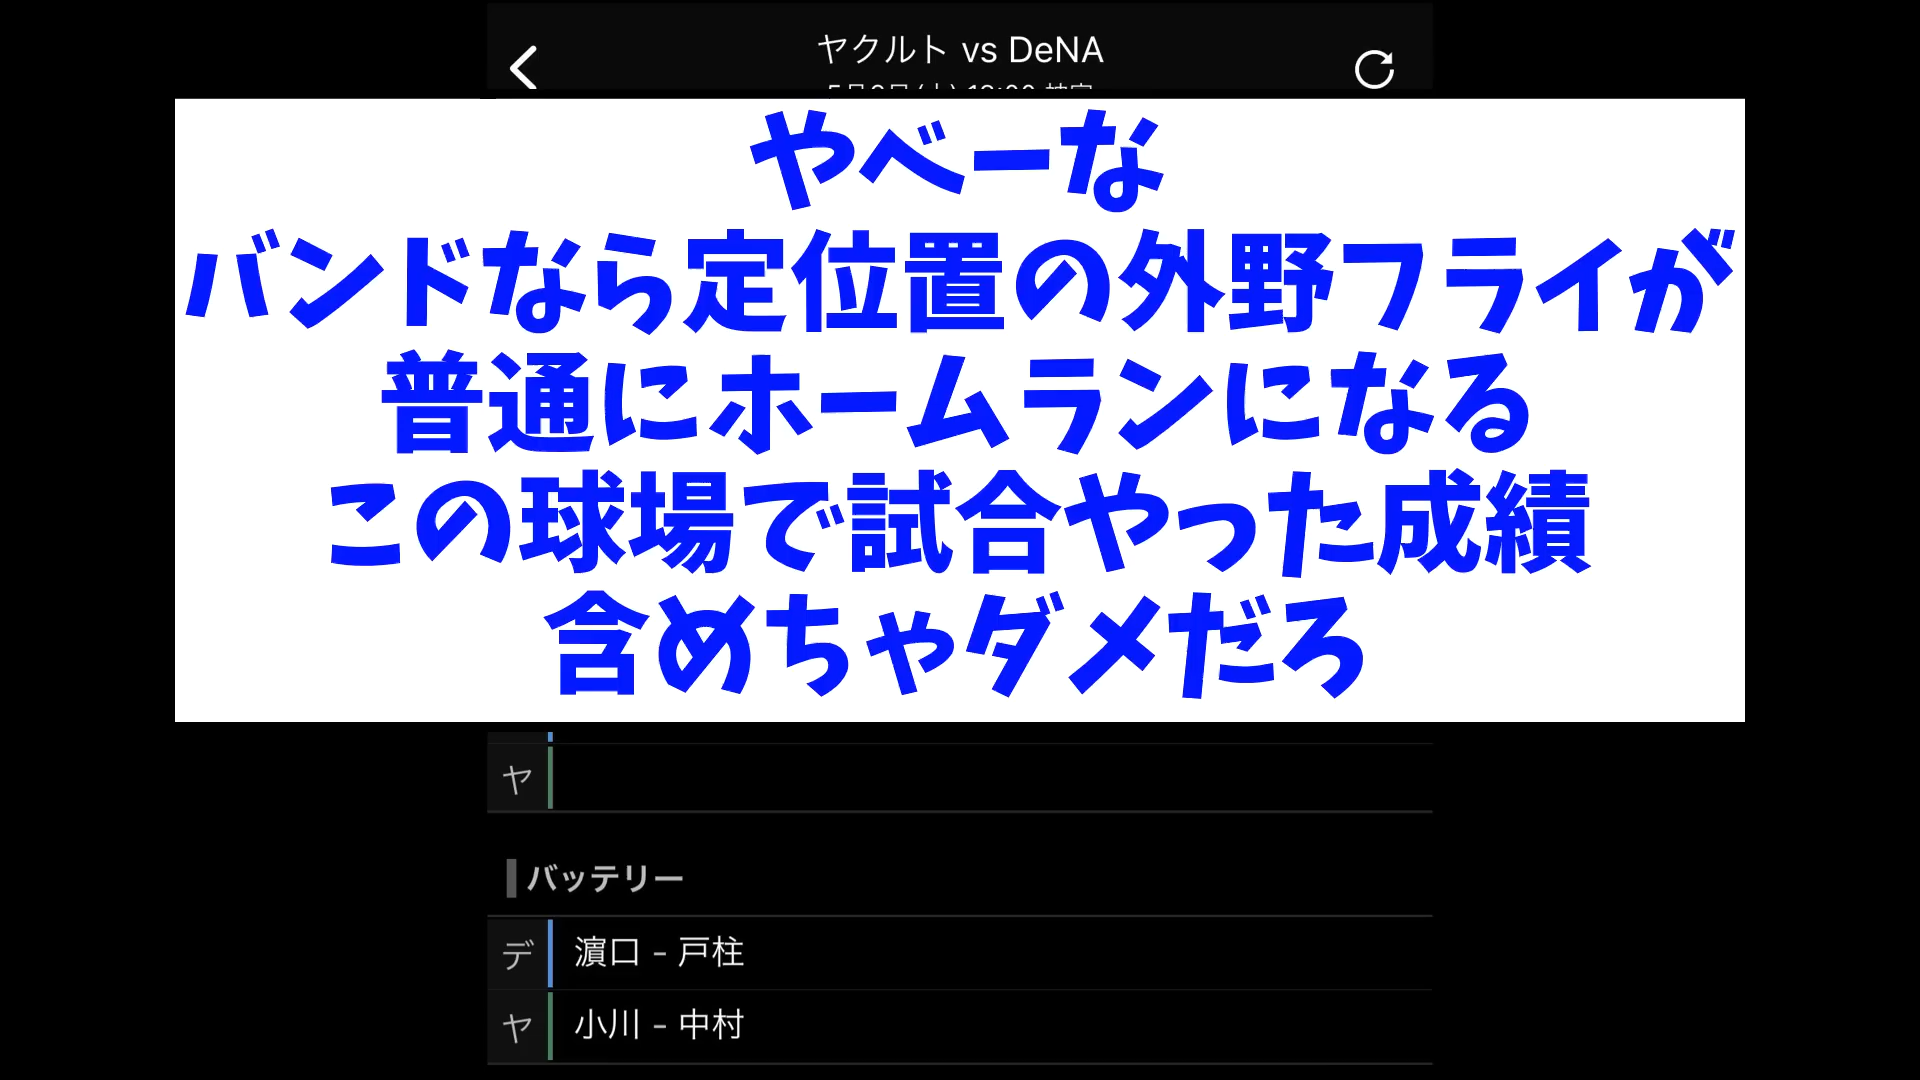 ヤクルト vs DeNA
やべーな
バンドなら定位置の外野フライが
普通にホームランになる
この球場で試合やった成績
含めちゃダメだろ
ヤ
バッテリー
デ 濵口 - 戸柱
ヤ 小川 - 中村